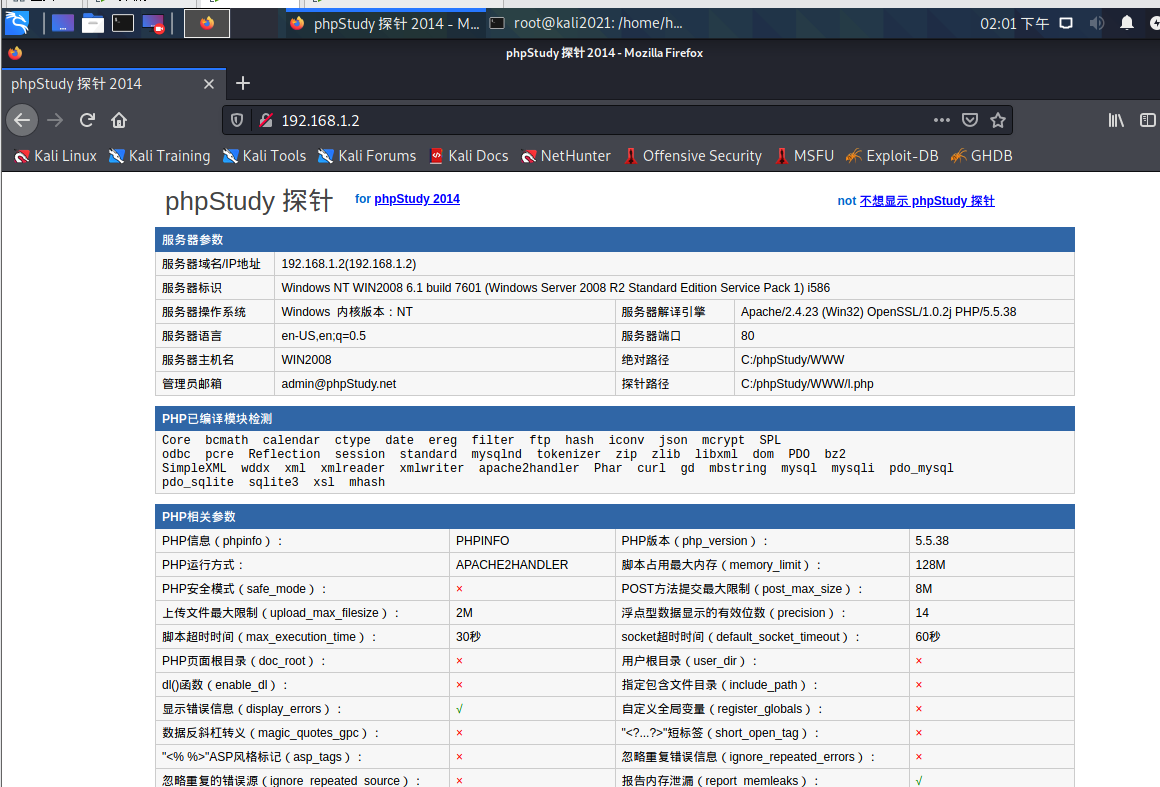 phpStudy 探针 2014 - M...
root@kali2021: /home/h...
02:01 下午
phpStudy 探针 2014 - Mozilla Firefox
phpStudy 探针 2014
192.168.1.2
Kali Linux Kali Training Kali Tools Kali Forums Kali Docs NetHunter Offensive Security MSFU Exploit-DB GHDB
phpStudy 探针 for phpStudy 2014 not 不想显示 phpStudy 探针
服务器参数
服务器域名/IP地址 192.168.1.2(192.168.1.2)
服务器标识 Windows NT WIN2008 6.1 build 7601 (Windows Server 2008 R2 Standard Edition Service Pack 1) i586
服务器操作系统 Windows 内核版本：NT 服务器解译引擎 Apache/2.4.23 (Win32) OpenSSL/1.0.2j PHP/5.5.38
服务器语言 en-US,en;q=0.5 服务器端口 80
服务器主机名 WIN2008 绝对路径 C:/phpStudy/WWW
管理员邮箱 admin@phpStudy.net 探针路径 C:/phpStudy/WWW/l.php
PHP已编译模块检测
Core bcmath calendar ctype date ereg filter ftp hash iconv json mcrypt SPL
odbc pcre Reflection session standard mysqlnd tokenizer zip zlib libxml dom PDO bz2
SimpleXML wddx xml xmlreader xmlwriter apache2handler Phar curl gd mbstring mysql mysqli pdo_mysql
pdo_sqlite sqlite3 xsl mhash
PHP相关参数
PHP信息（phpinfo）： PHPINFO PHP版本（php_version）： 5.5.38
PHP运行方式： APACHE2HANDLER 脚本占用最大内存（memory_limit）： 128M
PHP安全模式（safe_mode）： × POST方法提交最大限制（post_max_size）： 8M
上传文件最大限制（upload_max_filesize）： 2M 浮点型数据显示的有效位数（precision）： 14
脚本超时时间（max_execution_time）： 30秒 socket超时时间（default_socket_timeout）： 60秒
PHP页面根目录（doc_root）： × 用户根目录（user_dir）： ×
dl()函数（enable_dl）： × 指定包含文件目录（include_path）： ×
显示错误信息（display_errors）： √ 自定义全局变量（register_globals）： ×
数据反斜杠转义（magic_quotes_gpc）： × "<?...?>"短标签（short_open_tag）： ×
"<% %>"ASP风格标记（asp_tags）： × 忽略重复错误信息（ignore_repeated_errors）： ×
忽略重复的错误源（ignore_repeated_source）： × 报告内存泄漏（report_memleaks）： √